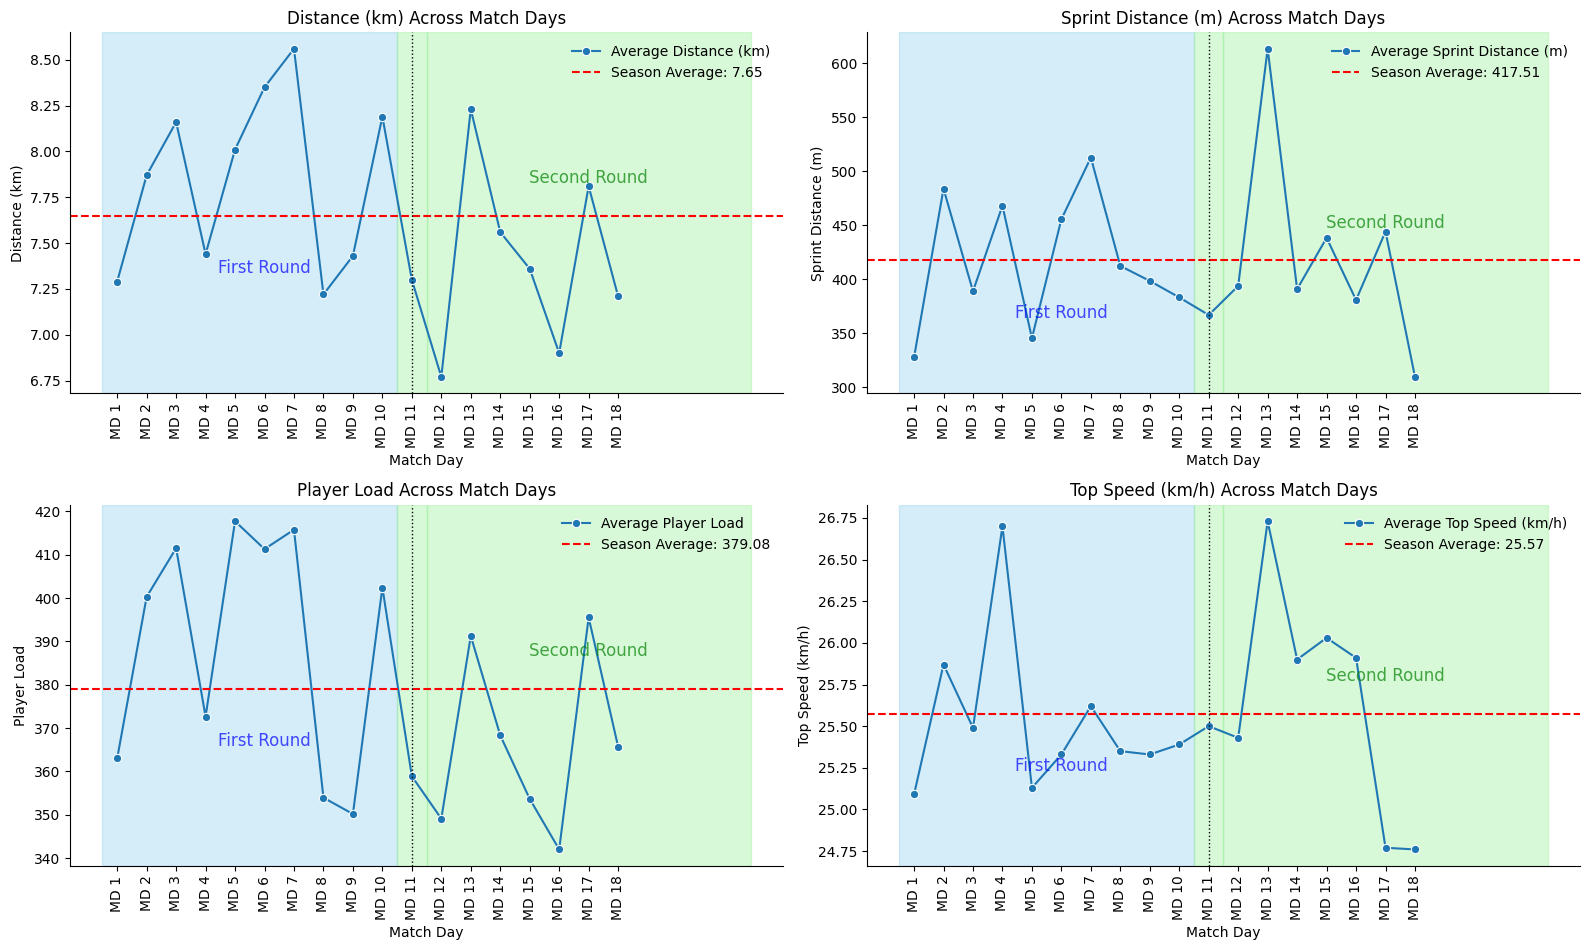 Distance (km) Across Match Days
Average Distance (km)
Season Average: 7.65
Second Round
First Round
Distance (km)
8.50
8.25
8.00
7.75
7.50
7.25
7.00
6.75
MD 1
MD 2
MD 3
MD 4
MD 5
MD 6
MD 7
MD 8
MD 9
MD 10
MD 11
MD 12
MD 13
MD 14
MD 15
MD 16
MD 17
MD 18
Match Day
Sprint Distance (m) Across Match Days
Average Sprint Distance (m)
Season Average: 417.51
Second Round
First Round
Sprint Distance (m)
600
550
500
450
400
350
300
MD 1
MD 2
MD 3
MD 4
MD 5
MD 6
MD 7
MD 8
MD 9
MD 10
MD 11
MD 12
MD 13
MD 14
MD 15
MD 16
MD 17
MD 18
Match Day
Player Load Across Match Days
Average Player Load
Season Average: 379.08
Second Round
First Round
Player Load
420
410
400
390
380
370
360
350
340
MD 1
MD 2
MD 3
MD 4
MD 5
MD 6
MD 7
MD 8
MD 9
MD 10
MD 11
MD 12
MD 13
MD 14
MD 15
MD 16
MD 17
MD 18
Match Day
Top Speed (km/h) Across Match Days
Average Top Speed (km/h)
Season Average: 25.57
Second Round
First Round
Top Speed (km/h)
26.75
26.50
26.25
26.00
25.75
25.50
25.25
25.00
24.75
MD 1
MD 2
MD 3
MD 4
MD 5
MD 6
MD 7
MD 8
MD 9
MD 10
MD 11
MD 12
MD 13
MD 14
MD 15
MD 16
MD 17
MD 18
Match Day